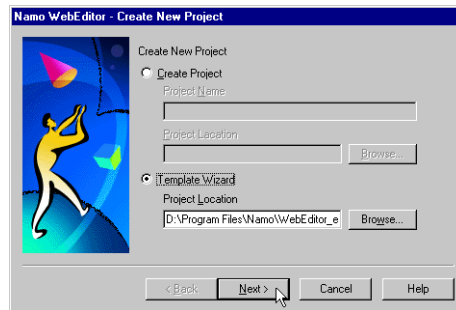 Namo WebEditor - Create New Project
Create New Project
Create Project
Project Name
Project Location
Browse...
Template Wizard
Project Location
D:\Program Files\Namo\WebEditor_e
Browse...
< Back
Next >
Cancel
Help